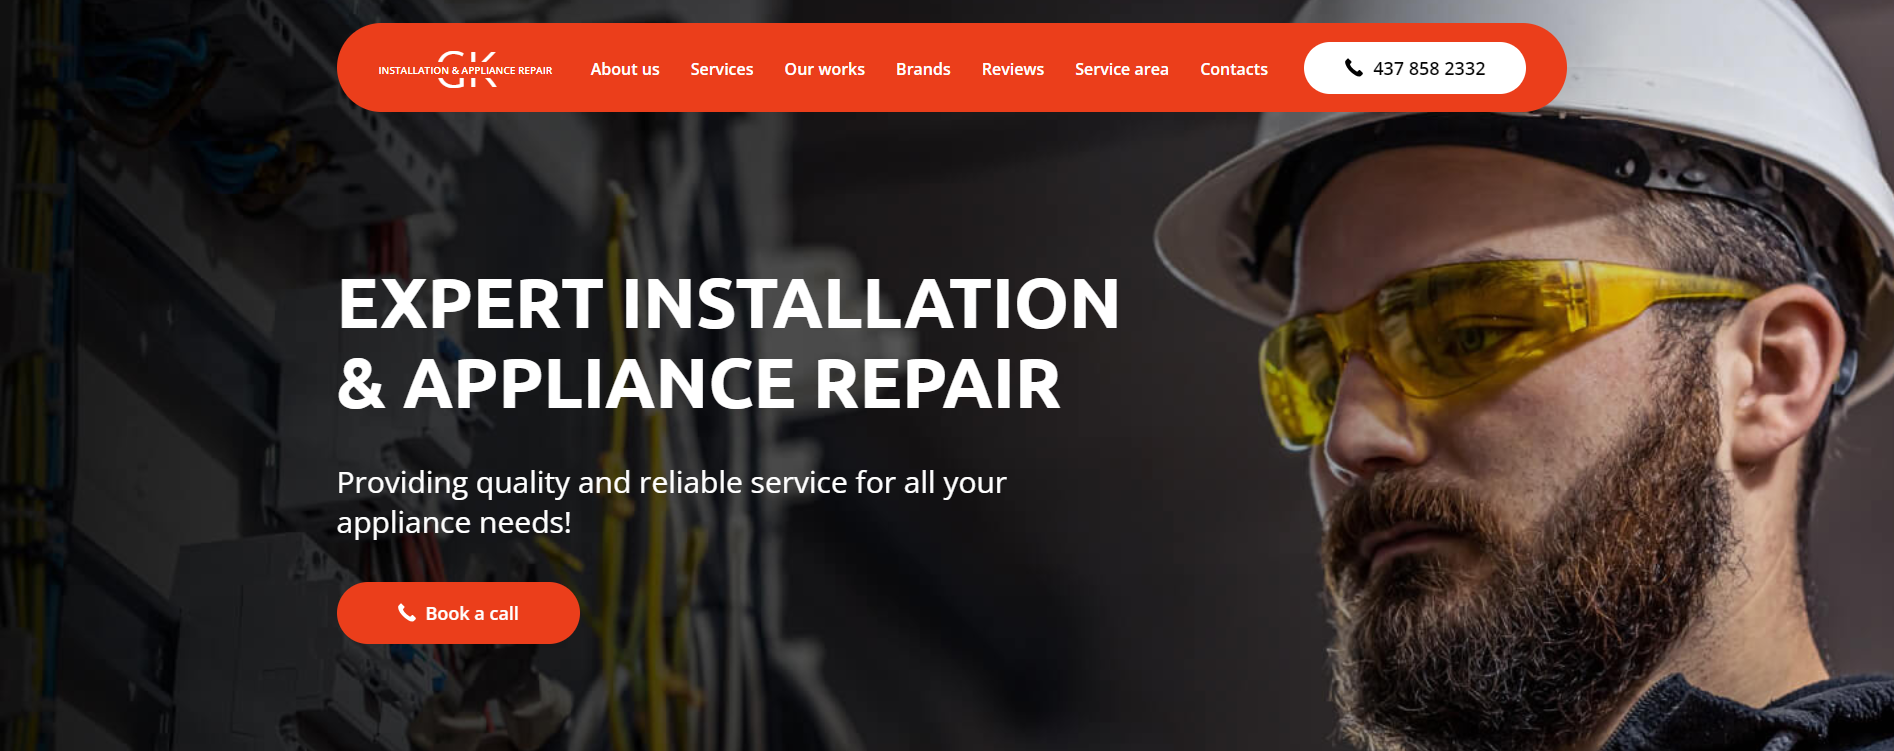 GK
INSTALLATION & APPLIANCE REPAIR
About us
Services
Our works
Brands
Reviews
Service area
Contacts
437 858 2332
EXPERT INSTALLATION
& APPLIANCE REPAIR
Providing quality and reliable service for all your
appliance needs!
Book a call